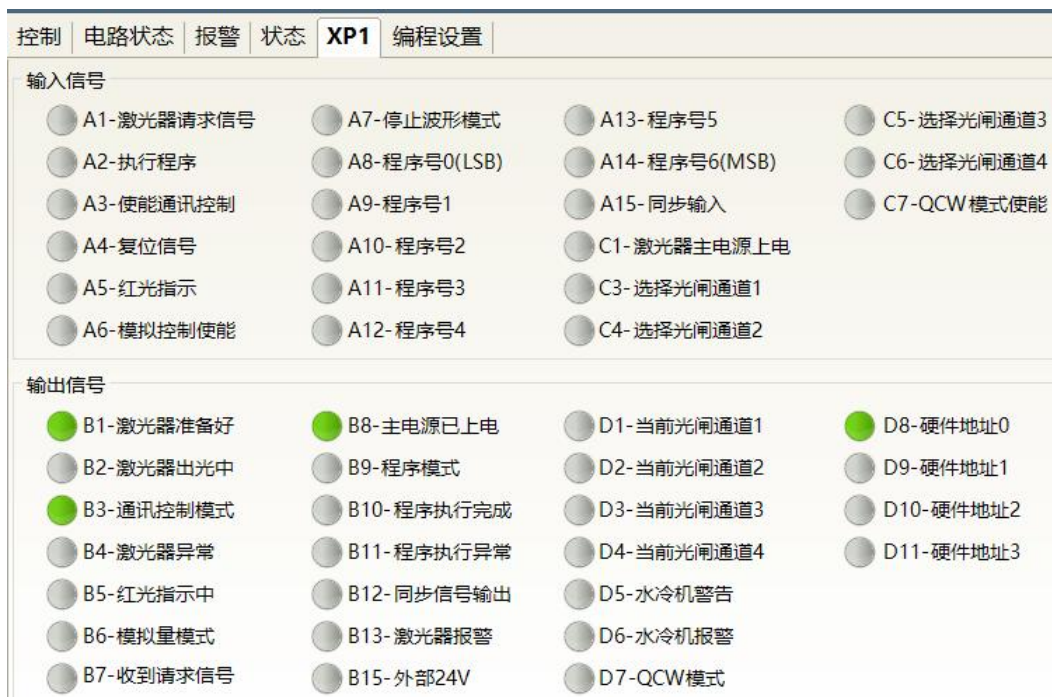 控制 电路状态 报警 状态 XP1 编程设置
输入信号
A1-激光器请求信号 A7-停止波形模式 A13-程序号5 C5-选择光闸通道3
A2-执行程序 A8-程序号0(LSB) A14-程序号6(MSB) C6-选择光闸通道4
A3-使能通讯控制 A9-程序号1 A15-同步输入 C7-QCW模式使能
A4-复位信号 A10-程序号2 C1-激光器主电源上电
A5-红光指示 A11-程序号3 C3-选择光闸通道1
A6-模拟控制使能 A12-程序号4 C4-选择光闸通道2
输出信号
B1-激光器准备好 B8-主电源已上电 D1-当前光闸通道1 D8-硬件地址0
B2-激光器出光中 B9-程序模式 D2-当前光闸通道2 D9-硬件地址1
B3-通讯控制模式 B10-程序执行完成 D3-当前光闸通道3 D10-硬件地址2
B4-激光器异常 B11-程序执行异常 D4-当前光闸通道4 D11-硬件地址3
B5-红光指示中 B12-同步信号输出 D5-水冷机警告
B6-模拟量模式 B13-激光器报警 D6-水冷机报警
B7-收到请求信号 B15-外部24V D7-QCW模式